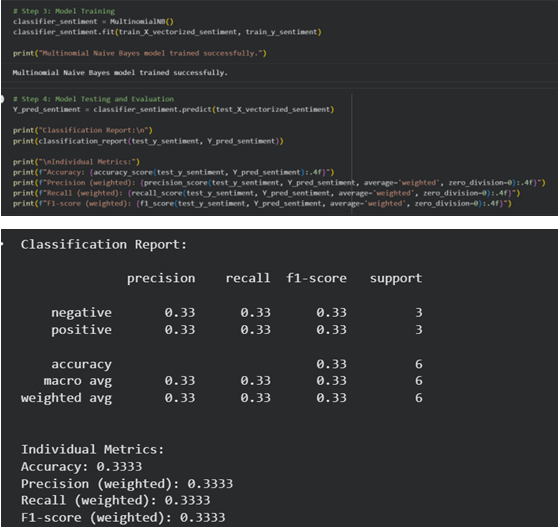 # Step 3: Model Training
classifier_sentiment = MultinomialNB()
classifier_sentiment.fit(train_X_vectorized_sentiment, train_y_sentiment)
print("Multinomial Naive Bayes model trained successfully.")
Multinomial Naive Bayes model trained successfully.
# Step 4: Model Testing and Evaluation
Y_pred_sentiment = classifier_sentiment.predict(test_X_vectorized_sentiment)
print("Classification Report:\n")
print(classification_report(test_y_sentiment, Y_pred_sentiment))
print("\nIndividual Metrics:")
print(f"Accuracy: {accuracy_score(test_y_sentiment, Y_pred_sentiment):.4f}")
print(f"Precision (weighted): {precision_score(test_y_sentiment, Y_pred_sentiment, average='weighted', zero_division=0):.4f}")
print(f"Recall (weighted): {recall_score(test_y_sentiment, Y_pred_sentiment, average='weighted', zero_division=0):.4f}")
print(f"F1-score (weighted): {f1_score(test_y_sentiment, Y_pred_sentiment, average='weighted', zero_division=0):.4f}")
Classification Report:
precision recall f1-score support
negative 0.33 0.33 0.33 3
positive 0.33 0.33 0.33 3
accuracy 0.33 6
macro avg 0.33 0.33 0.33 6
weighted avg 0.33 0.33 0.33 6
Individual Metrics:
Accuracy: 0.3333
Precision (weighted): 0.3333
Recall (weighted): 0.3333
F1-score (weighted): 0.3333